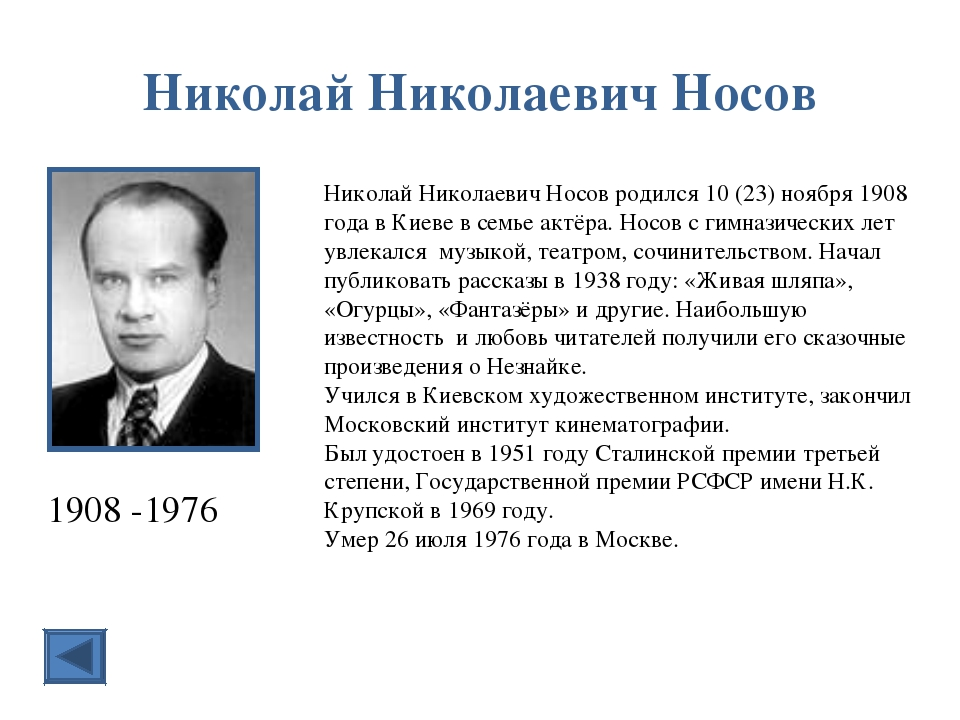 Николай Николаевич Носов
Николай Николаевич Носов родился 10 (23) ноября 1908
года в Киеве в семье актёра. Носов с гимназических лет
увлекался музыкой, театром, сочинительством. Начал
публиковать рассказы в 1938 году: «Живая шляпа»,
«Огурцы», «Фантазёры» и другие. Наибольшую
известность и любовь читателей получили его сказочные
произведения о Незнайке.
Учился в Киевском художественном институте, закончил
Московский институт кинематографии.
Был удостоен в 1951 году Сталинской премии третьей
степени, Государственной премии РСФСР имени Н.К.
Крупской в 1969 году.
Умер 26 июля 1976 года в Москве.
1908 -1976